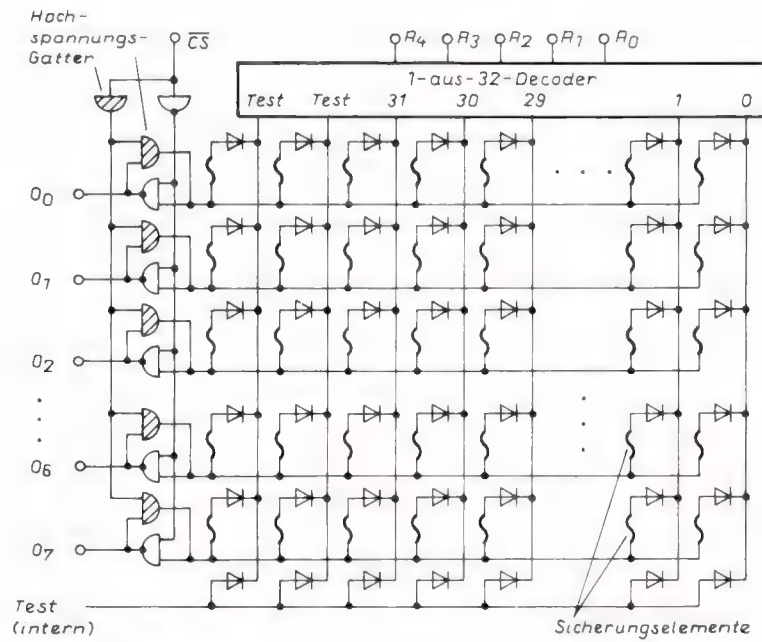 Hoch-
spannungs-
Gatter
CS
A4 A3 A2 A1 A0
1-aus-32-Decoder
Test Test 31 30 29 1 0
O0
O1
O2
O6
O7
Test
(intern)
Sicherungselemente